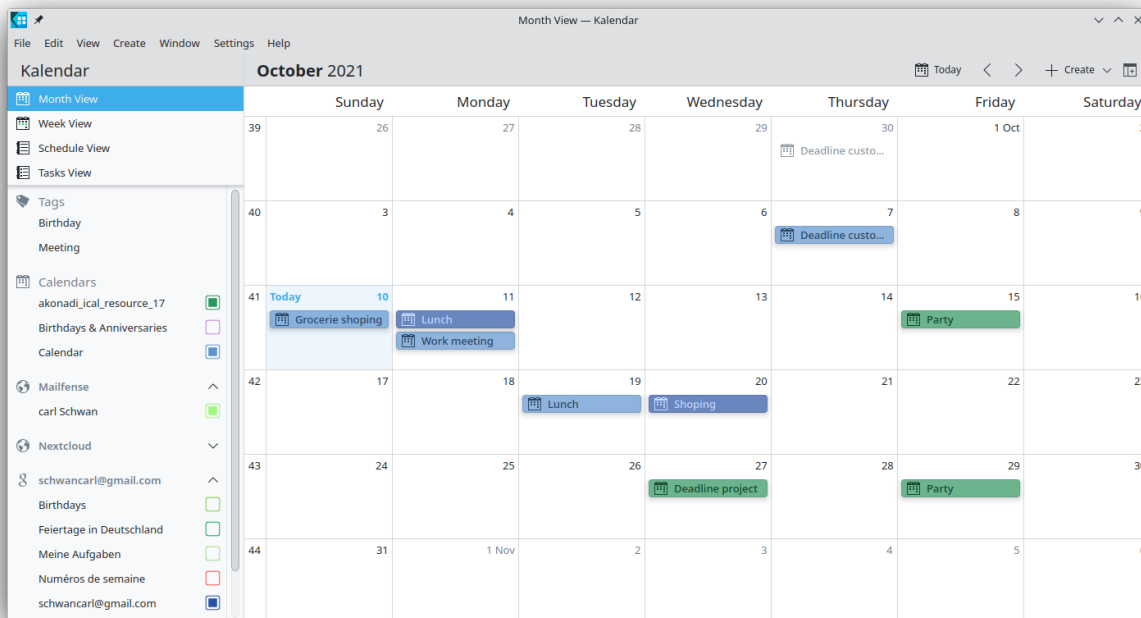 Month View — Kalendar
File Edit View Create Window Settings Help
Kalendar
October 2021
Today
Create
Month View
Week View
Schedule View
Tasks View
Tags
Birthday
Meeting
Calendars
akonadi_ical_resource_17
Birthdays & Anniversaries
Calendar
Mailfense
carl Schwan
Nextcloud
schwancarl@gmail.com
Birthdays
Feiertage in Deutschland
Meine Aufgaben
Numéros de semaine
schwancarl@gmail.com
Sunday Monday Tuesday Wednesday Thursday Friday Saturday
39 26 27 28 29 30 1 Oct
Deadline custo...
40 3 4 5 6 7 8
Deadline custo...
41 Today 10 11 12 13 14 15
Grocerie shoping Lunch Party
Work meeting
42 17 18 19 20 21 22
Lunch Shoping
43 24 25 26 27 28 29
Deadline project Party
44 31 1 Nov 2 3 4 5